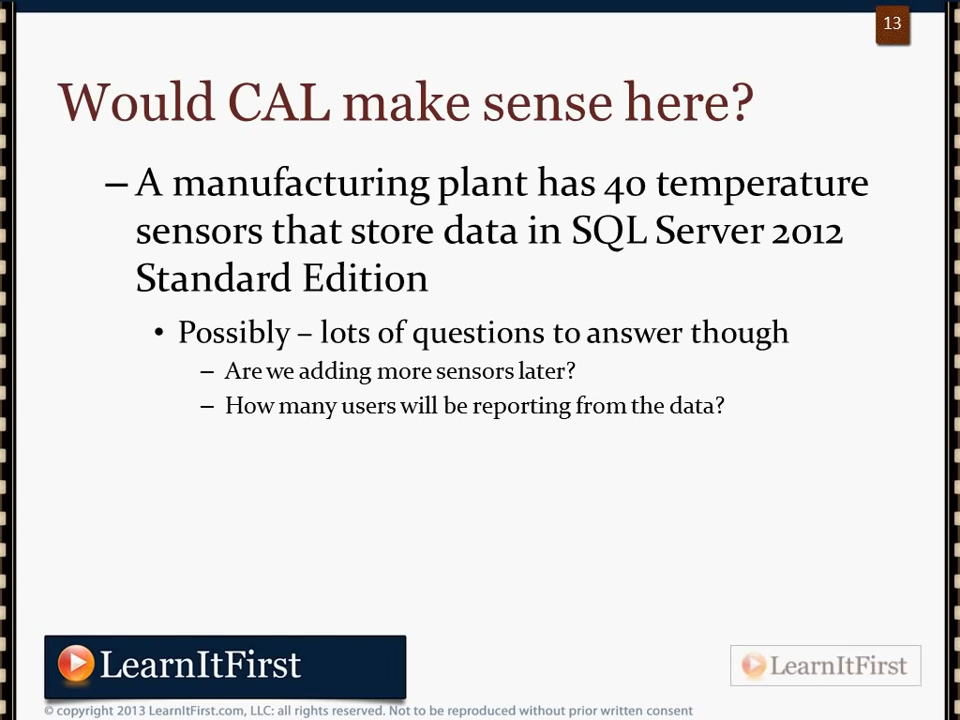 13
Would CAL make sense here?
– A manufacturing plant has 40 temperature
sensors that store data in SQL Server 2012
Standard Edition
• Possibly – lots of questions to answer though
– Are we adding more sensors later?
– How many users will be reporting from the data?
LearnItFirst
LearnItFirst
© copyright 2013 LearnItFirst.com, LLC: all rights reserved. Not to be reproduced without prior written consent